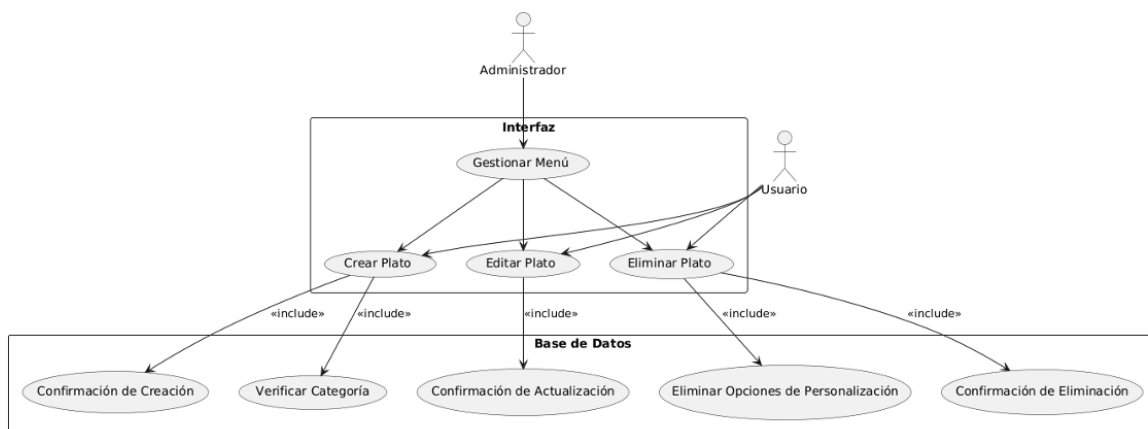 Administrador
Interfaz
Gestionar Menú
Usuario
Crear Plato
Editar Plato
Eliminar Plato
«include»
«include»
«include»
«include»
«include»
Base de Datos
Confirmación de Creación
Verificar Categoría
Confirmación de Actualización
Eliminar Opciones de Personalización
Confirmación de Eliminación